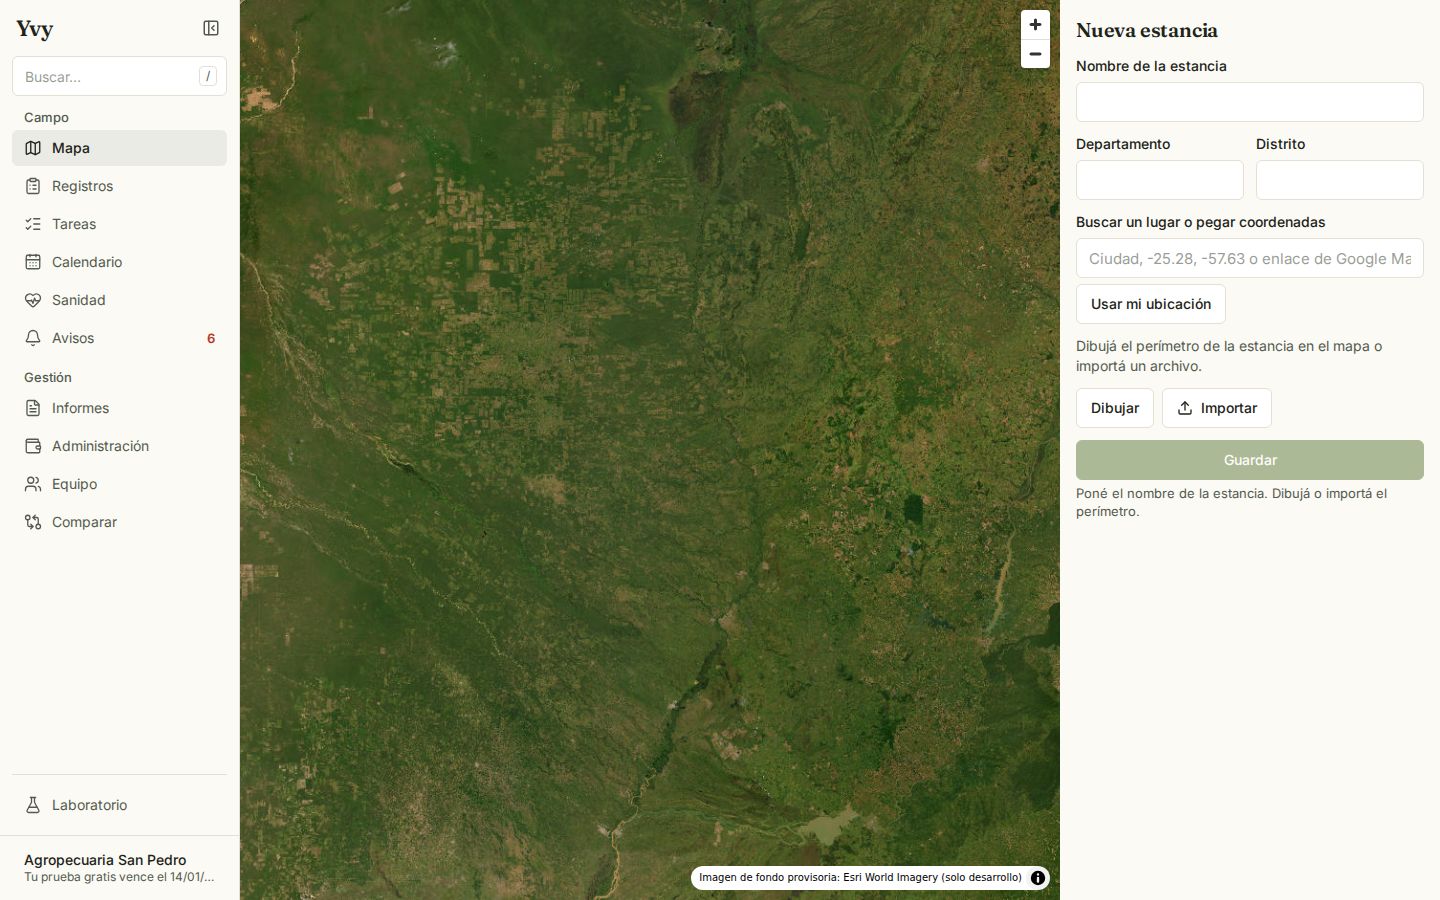 Yvy
Buscar...
/
Campo
Mapa
Registros
Tareas
Calendario
Sanidad
Avisos
6
Gestión
Informes
Administración
Equipo
Comparar
Laboratorio
Agropecuaria San Pedro
Tu prueba gratis vence el 14/01/...
Imagen de fondo provisoria: Esri World Imagery (solo desarrollo)
Nueva estancia
Nombre de la estancia
Departamento
Distrito
Buscar un lugar o pegar coordenadas
Ciudad, -25.28, -57.63 o enlace de Google Ma
Usar mi ubicación
Dibujá el perímetro de la estancia en el mapa o
importá un archivo.
Dibujar
Importar
Guardar
Poné el nombre de la estancia. Dibujá o importá el
perímetro.